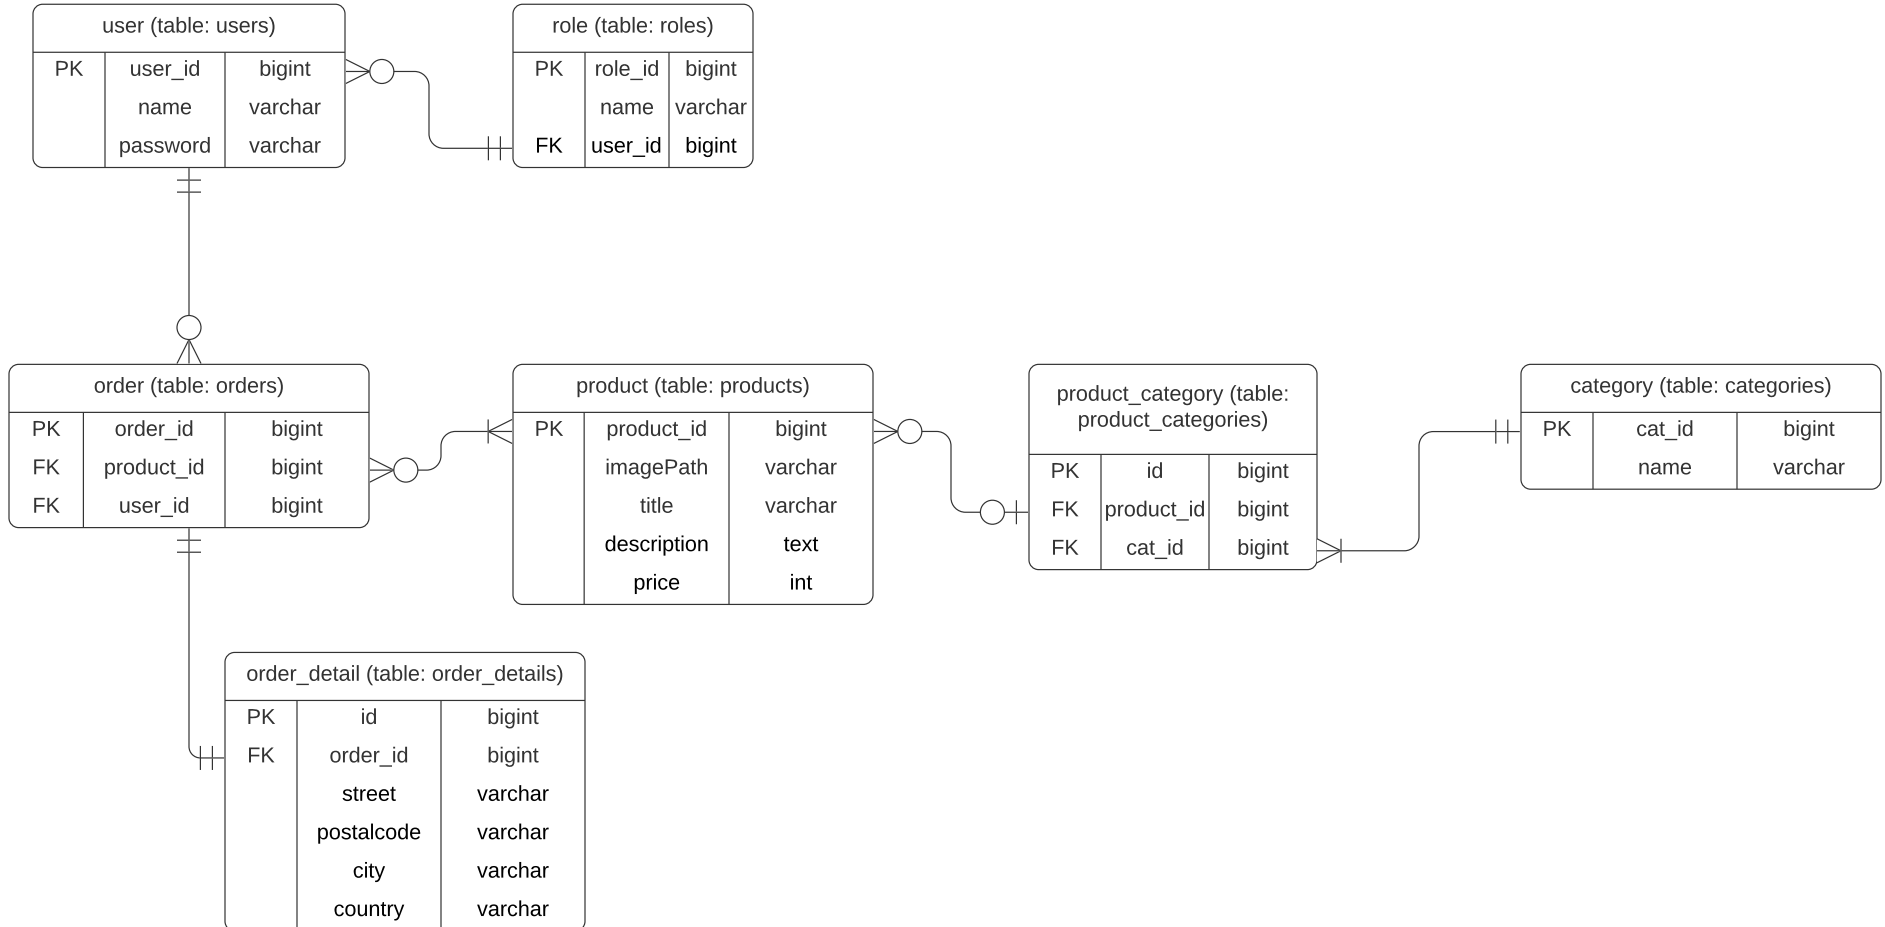 user (table: users)
PK user_id bigint
name varchar
password varchar
role (table: roles)
PK role_id bigint
name varchar
FK user_id bigint
order (table: orders)
PK order_id bigint
FK product_id bigint
FK user_id bigint
product (table: products)
PK product_id bigint
imagePath varchar
title varchar
description text
price int
product_category (table:
product_categories)
PK id bigint
FK product_id bigint
FK cat_id bigint
category (table: categories)
PK cat_id bigint
name varchar
order_detail (table: order_details)
PK id bigint
FK order_id bigint
street varchar
postalcode varchar
city varchar
country varchar